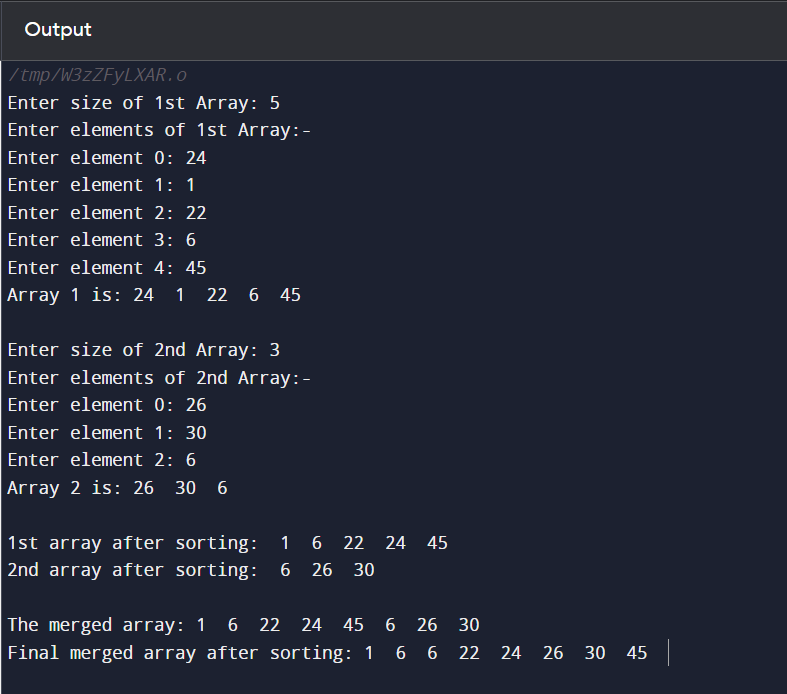 Output
/tmp/W3zZFyLXAR.o
Enter size of 1st Array: 5
Enter elements of 1st Array:-
Enter element 0: 24
Enter element 1: 1
Enter element 2: 22
Enter element 3: 6
Enter element 4: 45
Array 1 is: 24  1  22  6  45
Enter size of 2nd Array: 3
Enter elements of 2nd Array:-
Enter element 0: 26
Enter element 1: 30
Enter element 2: 6
Array 2 is: 26  30  6
1st array after sorting:  1  6  22  24  45
2nd array after sorting:  6  26  30
The merged array: 1  6  22  24  45  6  26  30
Final merged array after sorting: 1  6  6  22  24  26  30  45